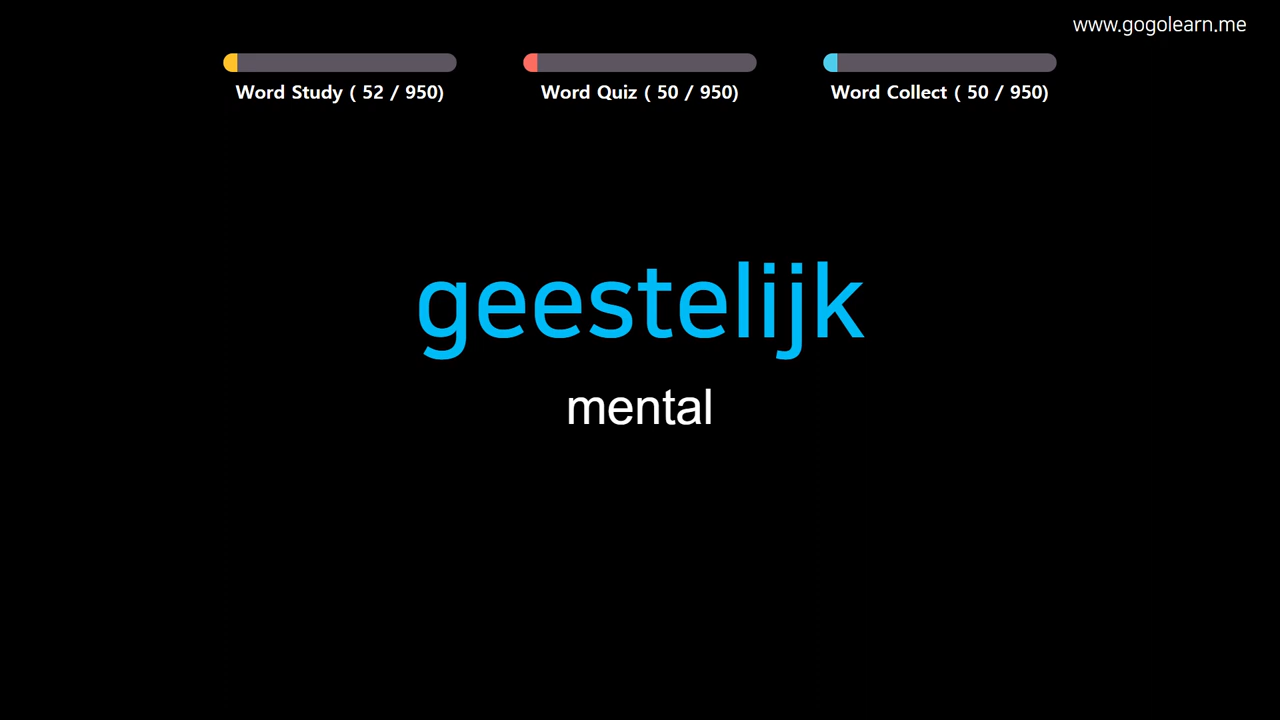 www.gogolearn.me
Word Study ( 52 / 950)
Word Quiz ( 50 / 950)
Word Collect ( 50 / 950)
geestelijk
mental